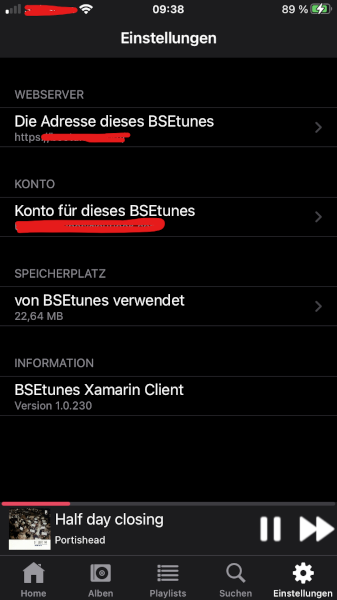 09:38
89 %
Einstellungen
WEBSERVER
Die Adresse dieses BSEtunes
https:
KONTO
Konto für dieses BSEtunes
SPEICHERPLATZ
von BSEtunes verwendet
22,64 MB
INFORMATION
BSEtunes Xamarin Client
Version 1.0.230
Half day closing
Portishead
Home
Alben
Playlists
Suchen
Einstellungen